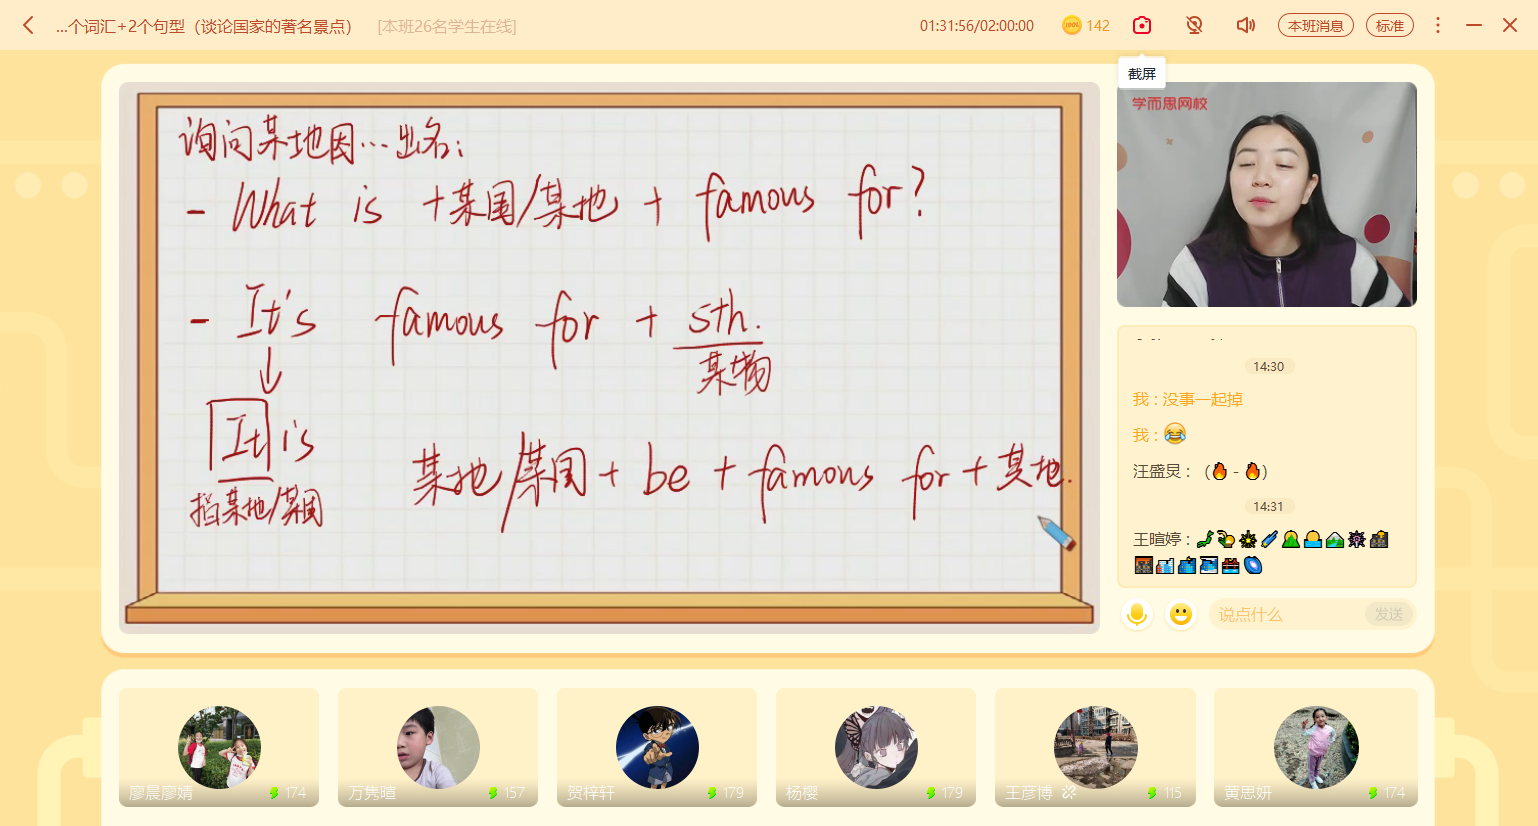 ...个词汇+2个句型（谈论国家的著名景点）
[本班26名学生在线]
01:31:56/02:00:00
142
本班消息
标准
截屏
询问某地因…出名：
- What is +某国/某地 + famous for?
- It's famous for + sth.
某物
It is
指某地/某国
某地/某国 + be + famous for + 某地.
学而思网校
14:30
我 : 没事一起掉
我 : 😂
汪盛炅 : （🔥 - 🔥）
14:31
王暄婷 :
说点什么
发送
廖晨廖婧
174
万隽暄
157
贺梓轩
179
杨樱
179
王彦博
115
黄思妍
174